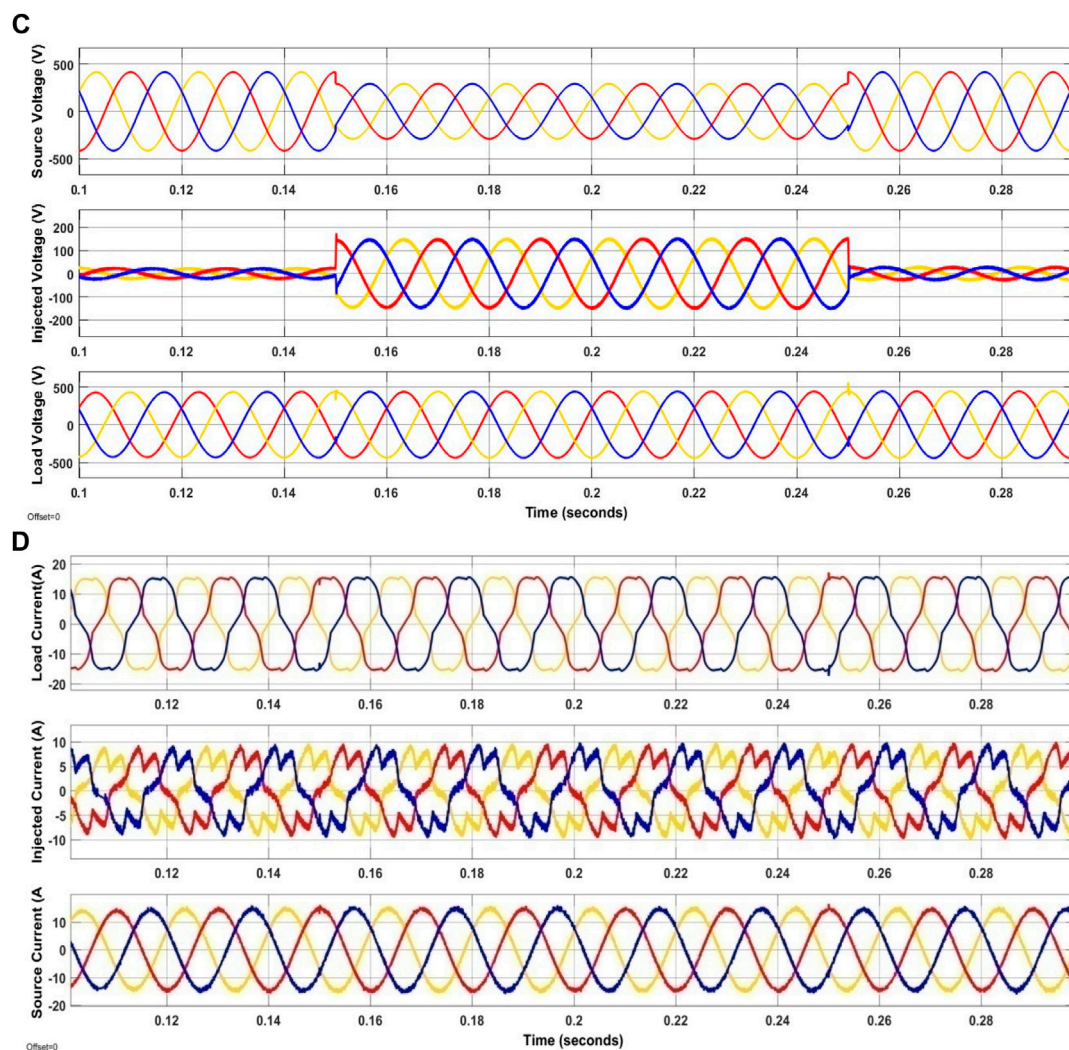 C
Source Voltage (V)
500
0
-500
0.1 0.12 0.14 0.16 0.18 0.2 0.22 0.24 0.26 0.28
Injected Voltage (V)
200
100
0
-100
-200
0.1 0.12 0.14 0.16 0.18 0.2 0.22 0.24 0.26 0.28
Load Voltage (V)
500
0
-500
0.1 0.12 0.14 0.16 0.18 0.2 0.22 0.24 0.26 0.28
Time (seconds)
Offset=0
D
Load Current(A)
20
10
0
-10
-20
0.12 0.14 0.16 0.18 0.2 0.22 0.24 0.26 0.28
Injected Current (A)
10
5
0
-5
-10
0.12 0.14 0.16 0.18 0.2 0.22 0.24 0.26 0.28
Source Current (A
10
0
-10
-20
0.12 0.14 0.16 0.18 0.2 0.22 0.24 0.26 0.28
Time (seconds)
Offset=0